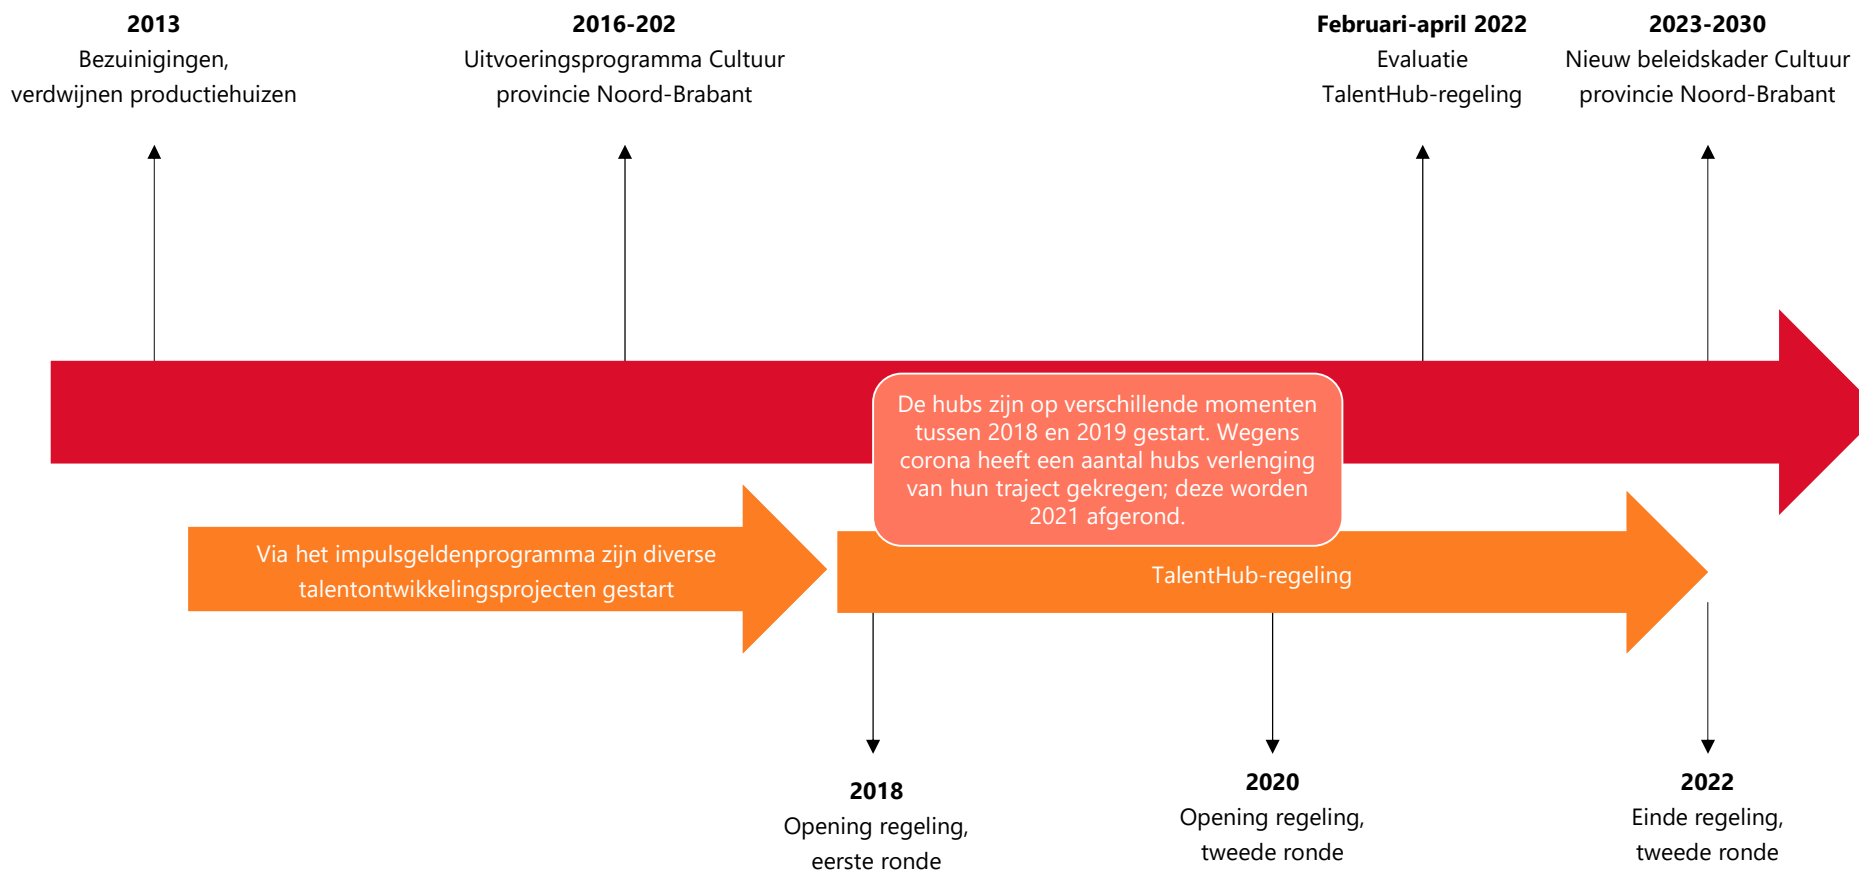 2013
Bezuinigingen,
verdwijnen productiehuizen
2016-202
Uitvoeringsprogramma Cultuur
provincie Noord-Brabant
Februari-april 2022
Evaluatie
TalentHub-regeling
2023-2030
Nieuw beleidskader Cultuur
provincie Noord-Brabant
De hubs zijn op verschillende momenten
tussen 2018 en 2019 gestart. Wegens
corona heeft een aantal hubs verlenging
van hun traject gekregen; deze worden
2021 afgerond.
Via het impulsgeldenprogramma zijn diverse
talentontwikkelingsprojecten gestart
TalentHub-regeling
2018
Opening regeling,
eerste ronde
2020
Opening regeling,
tweede ronde
2022
Einde regeling,
tweede ronde